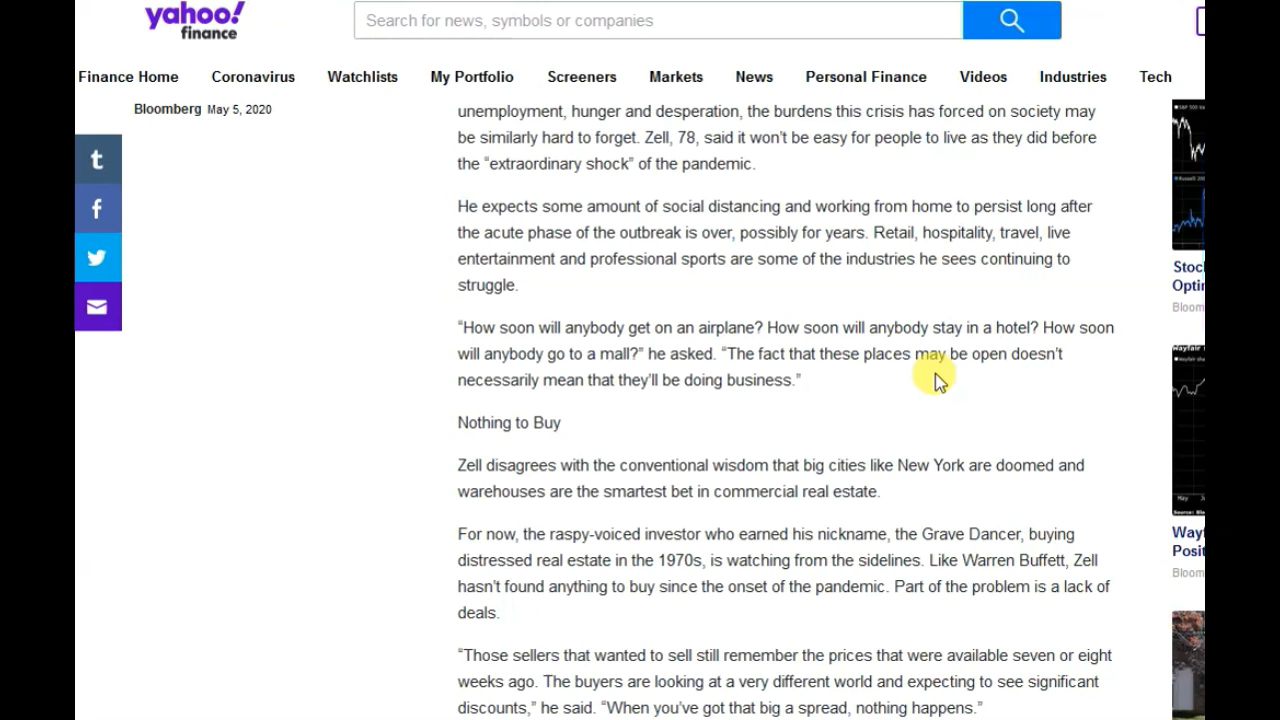 yahoo!
finance
Search for news, symbols or companies
Finance Home Coronavirus Watchlists My Portfolio Screeners Markets News Personal Finance Videos Industries Tech
Bloomberg May 5, 2020
unemployment, hunger and desperation, the burdens this crisis has forced on society may
be similarly hard to forget. Zell, 78, said it won’t be easy for people to live as they did before
the “extraordinary shock” of the pandemic.
He expects some amount of social distancing and working from home to persist long after
the acute phase of the outbreak is over, possibly for years. Retail, hospitality, travel, live
entertainment and professional sports are some of the industries he sees continuing to
struggle.
“How soon will anybody get on an airplane? How soon will anybody stay in a hotel? How soon
will anybody go to a mall?” he asked. “The fact that these places may be open doesn’t
necessarily mean that they’ll be doing business.”
Nothing to Buy
Zell disagrees with the conventional wisdom that big cities like New York are doomed and
warehouses are the smartest bet in commercial real estate.
For now, the raspy-voiced investor who earned his nickname, the Grave Dancer, buying
distressed real estate in the 1970s, is watching from the sidelines. Like Warren Buffett, Zell
hasn’t found anything to buy since the onset of the pandemic. Part of the problem is a lack of
deals.
“Those sellers that wanted to sell still remember the prices that were available seven or eight
weeks ago. The buyers are looking at a very different world and expecting to see significant
discounts,” he said. “When you’ve got that big a spread, nothing happens.”
Stoc
Opti
Bloom
Wayf
Posit
Bloom